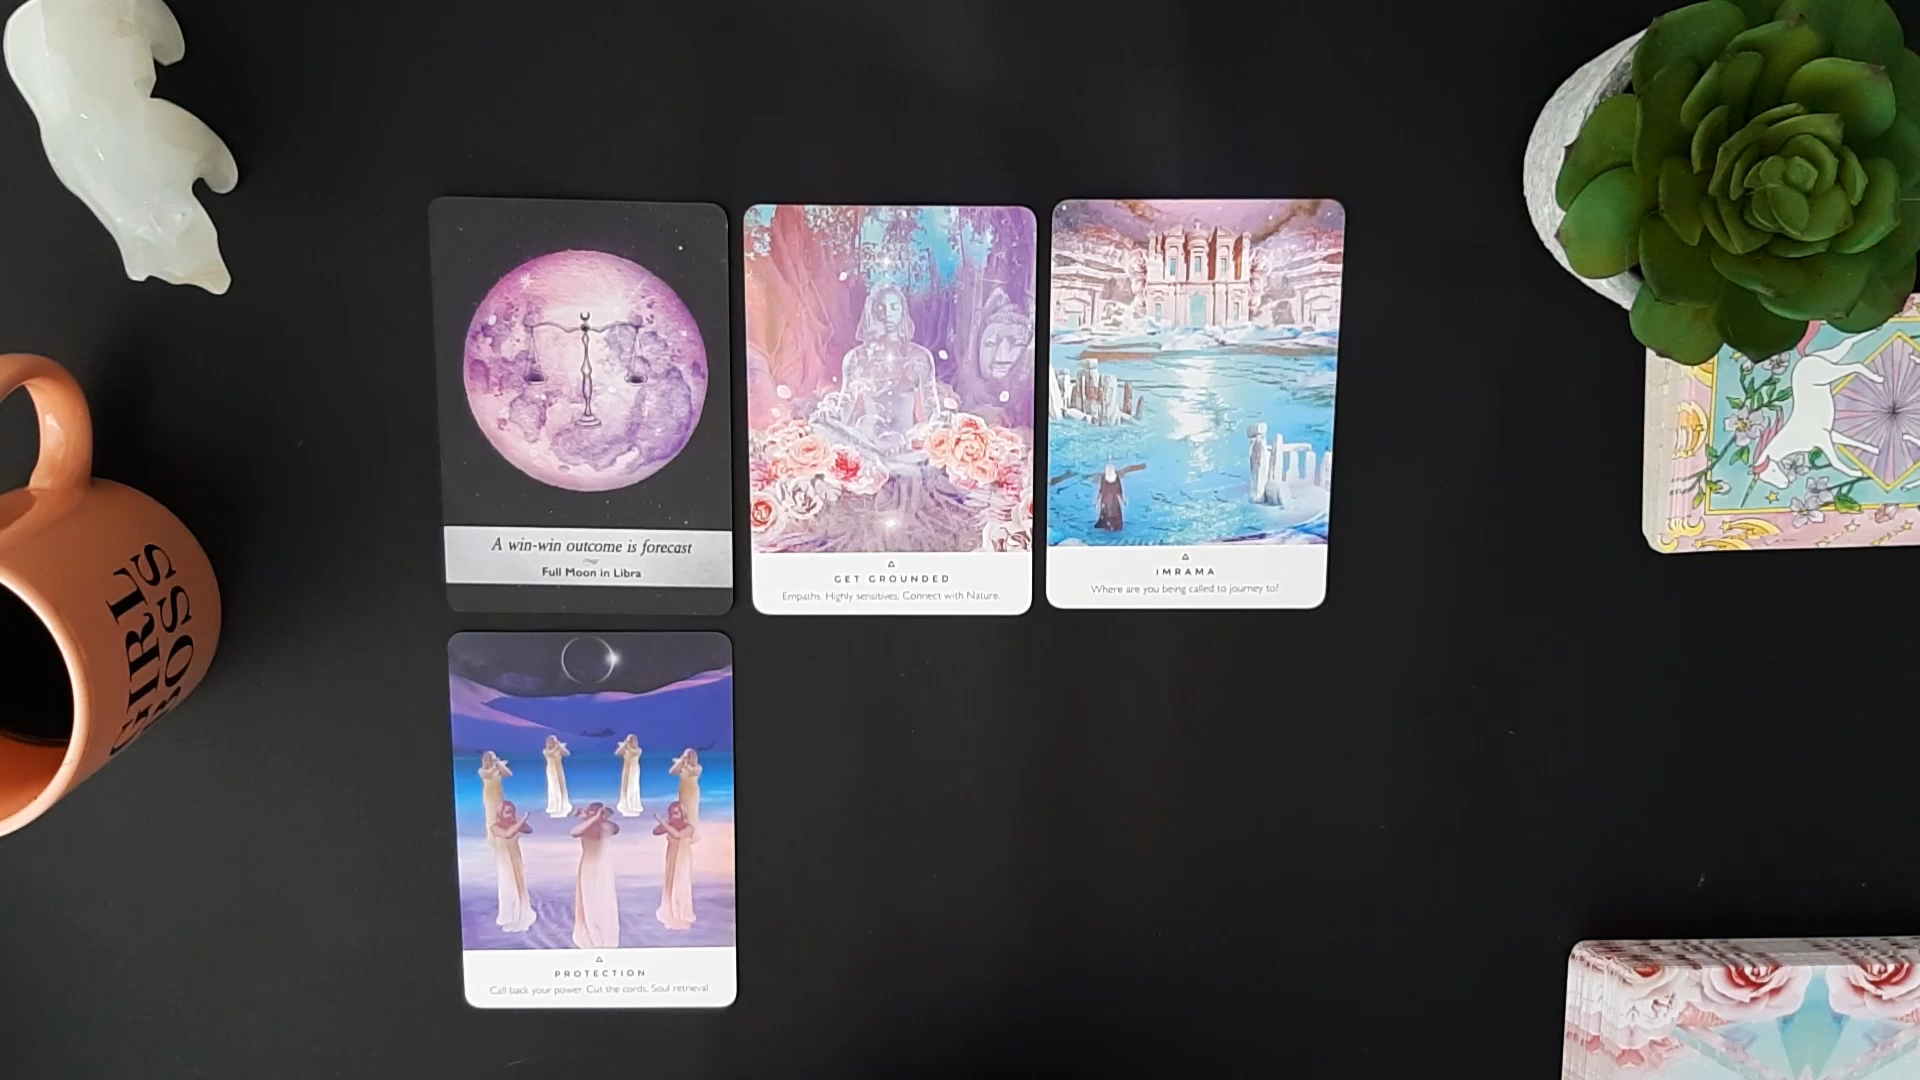 A win-win outcome is forecast
Full Moon in Libra
GET GROUNDED
Empaths. Highly sensitives. Connect with Nature.
IMRAMA
Where are you being called to journey to?
PROTECTION
Call back your power. Cut the cords. Soul retrieval.
GIRL
BOSS